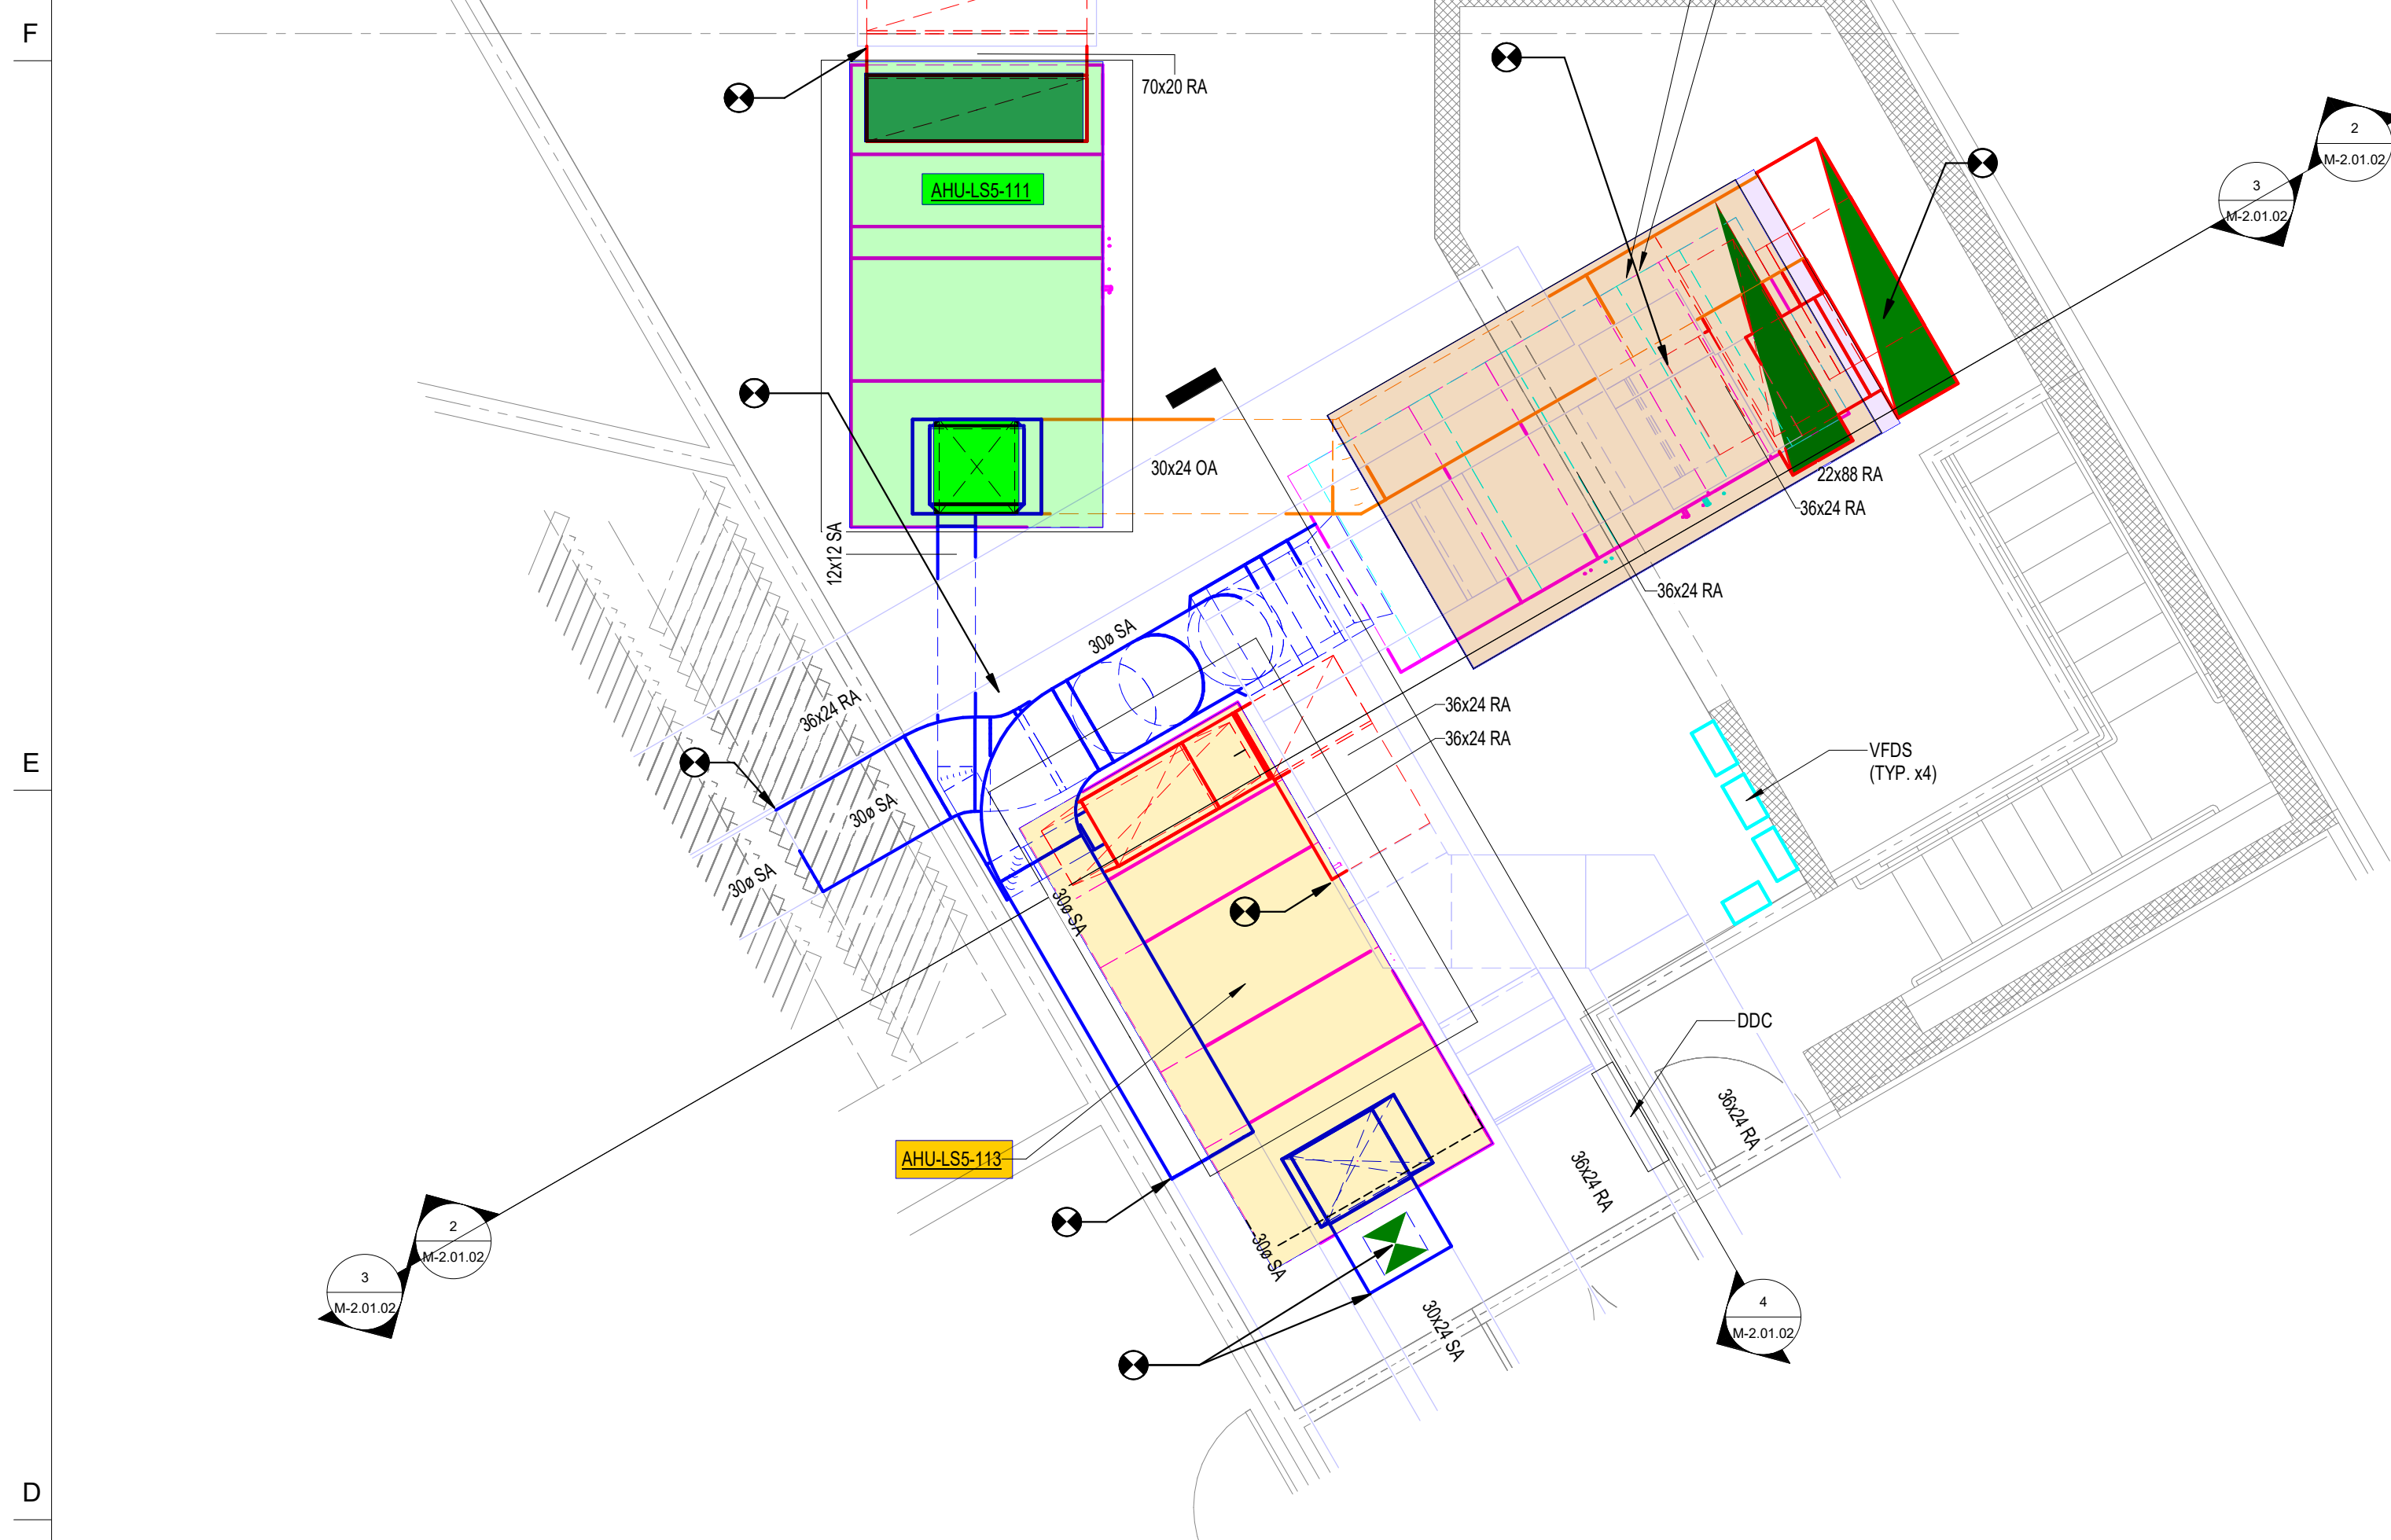 F
70x20 RA
2
M-2.01.02
3
M-2.01.02
AHU-LS5-111
30x24 OA
22x88 RA
36x24 RA
12x12 SA
36x24 RA
30ø SA
36x24 RA
36x24 RA
36x24 RA
E
VFDS
(TYP. x4)
30ø SA
30ø SA
30ø SA
DDC
36x24 RA
36x24 RA
AHU-LS5-113
2
M-2.01.02
3
M-2.01.02
30ø SA
30x24 SA
4
M-2.01.02
D